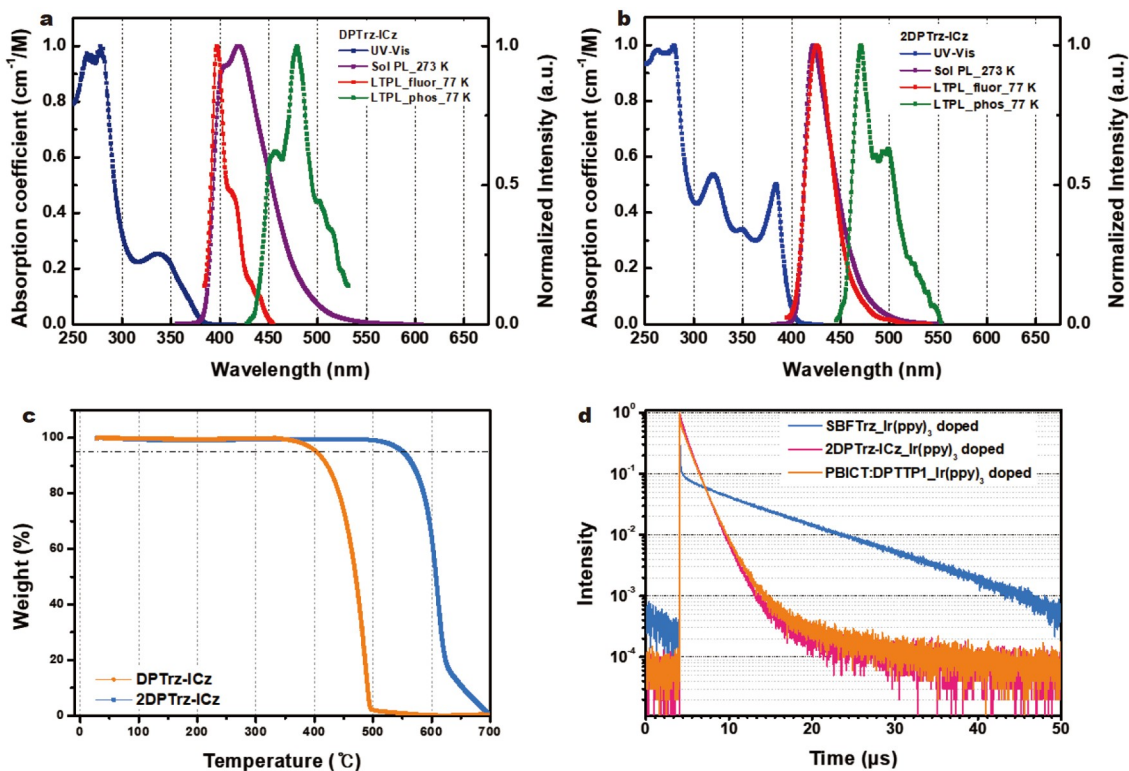 a
DPTrz-ICz
UV-Vis
Sol PL_273 K
LTPL_fluor_77 K
LTPL_phos_77 K
1.0
0.8
0.6
0.4
0.2
0.0
1.0
0.5
0.0
250 300 350 400 450 500 550 600 650
Absorption coefficient (cm⁻¹/M)
Normalized Intensity (a.u.)
Wavelength (nm)
b
2DPTrz-ICz
UV-Vis
Sol PL_273 K
LTPL_fluor_77 K
LTPL_phos_77 K
1.0
0.8
0.6
0.4
0.2
0.0
1.0
0.5
0.0
250 300 350 400 450 500 550 600 650
Absorption coefficient (cm⁻¹/M)
Normalized Intensity (a.u.)
Wavelength (nm)
c
100
80
60
40
20
0
DPTrz-ICz
2DPTrz-ICz
0 100 200 300 400 500 600 700
Weight (%)
Temperature (℃)
d
SBFTrz_Ir(ppy)₃ doped
2DPTrz-ICz_Ir(ppy)₃ doped
PBICT:DPTTP1_Ir(ppy)₃ doped
10⁰
10⁻¹
10⁻²
10⁻³
10⁻⁴
0 10 20 30 40 50
Intensity
Time (µs)